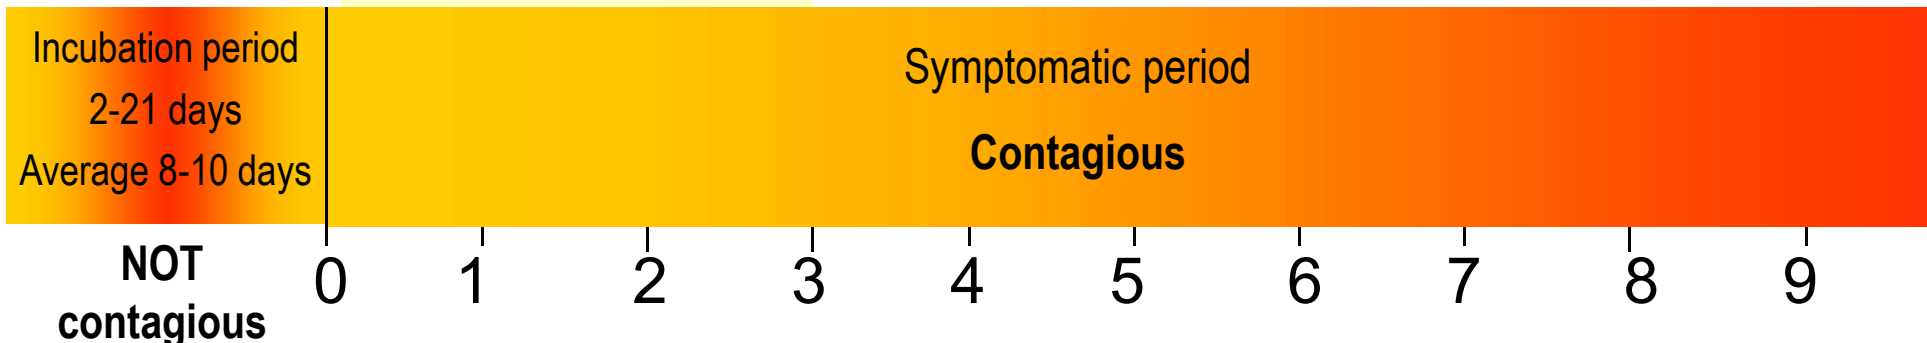 Incubation period
2-21 days
Average 8-10 days
Symptomatic period
Contagious
NOT
contagious
0 1 2 3 4 5 6 7 8 9